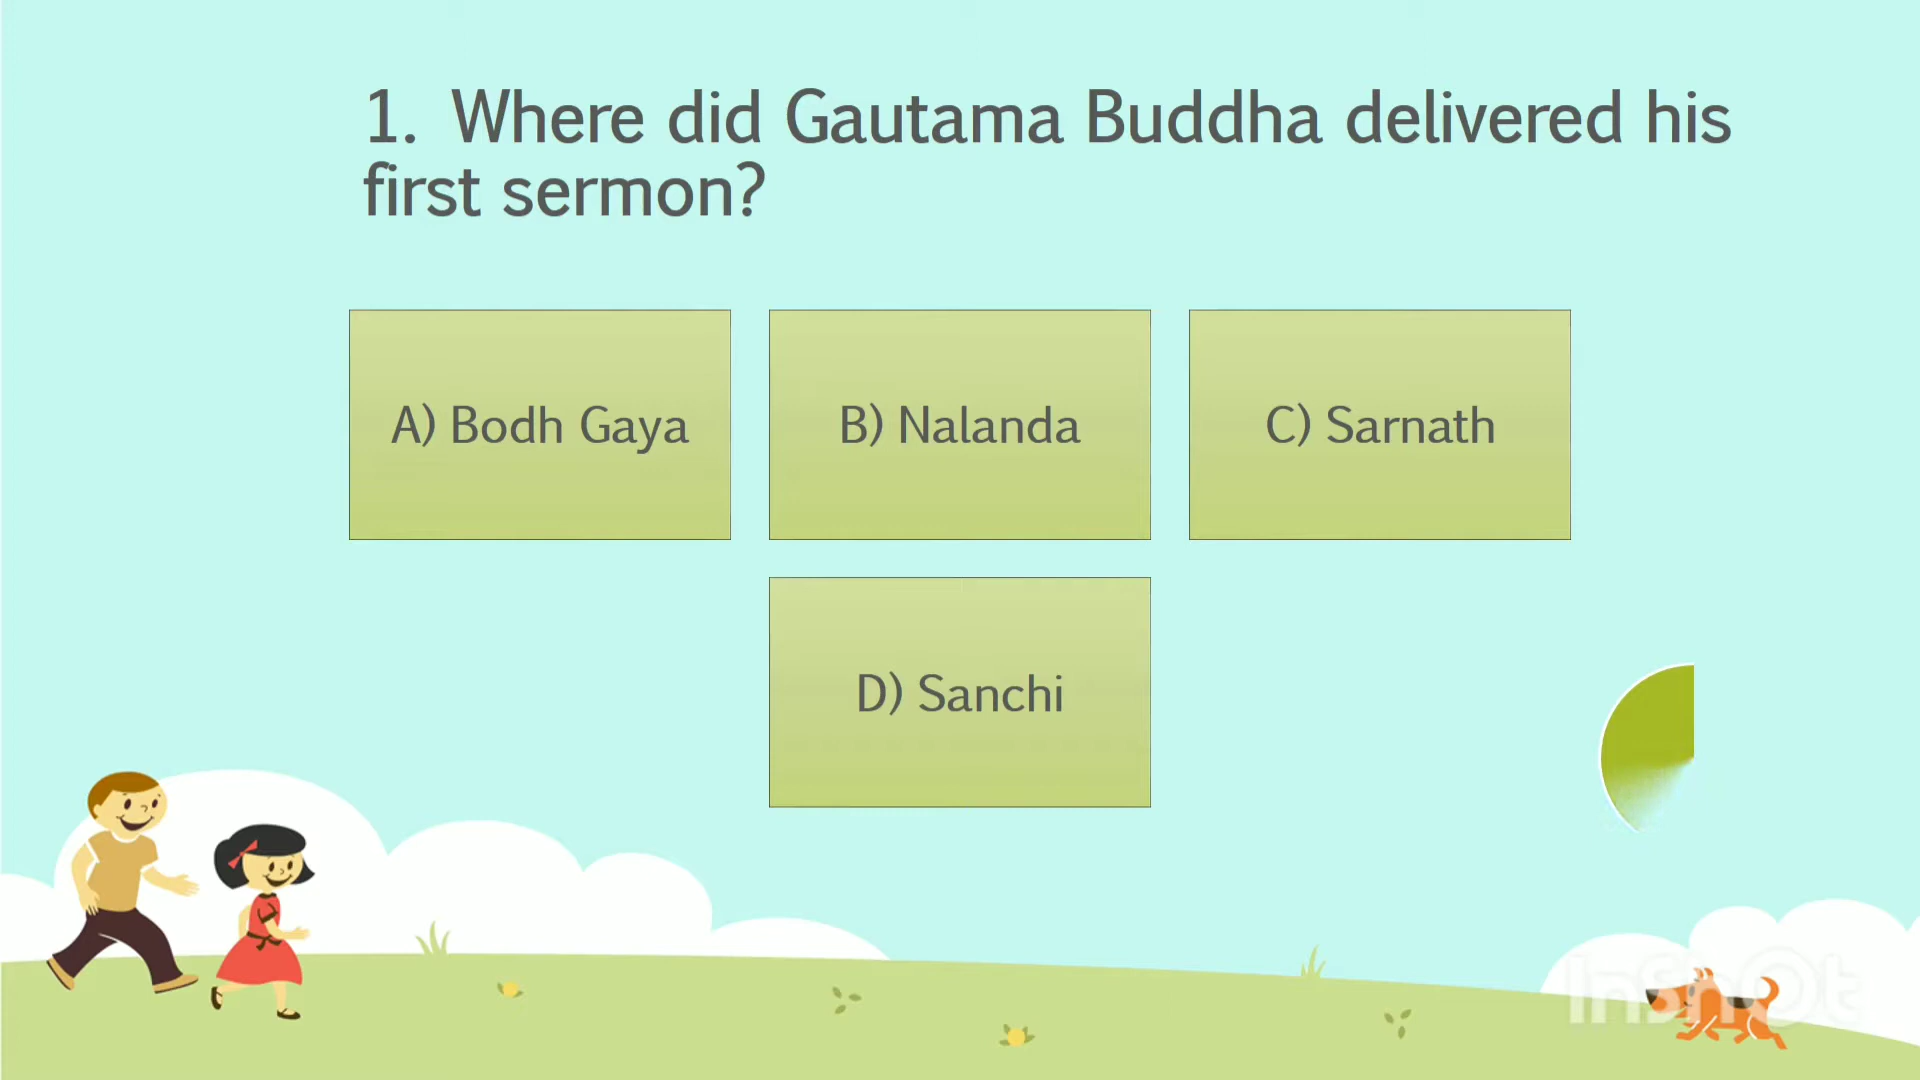 1. Where did Gautama Buddha delivered his
first sermon?
A) Bodh Gaya
B) Nalanda
C) Sarnath
D) Sanchi
InShOt